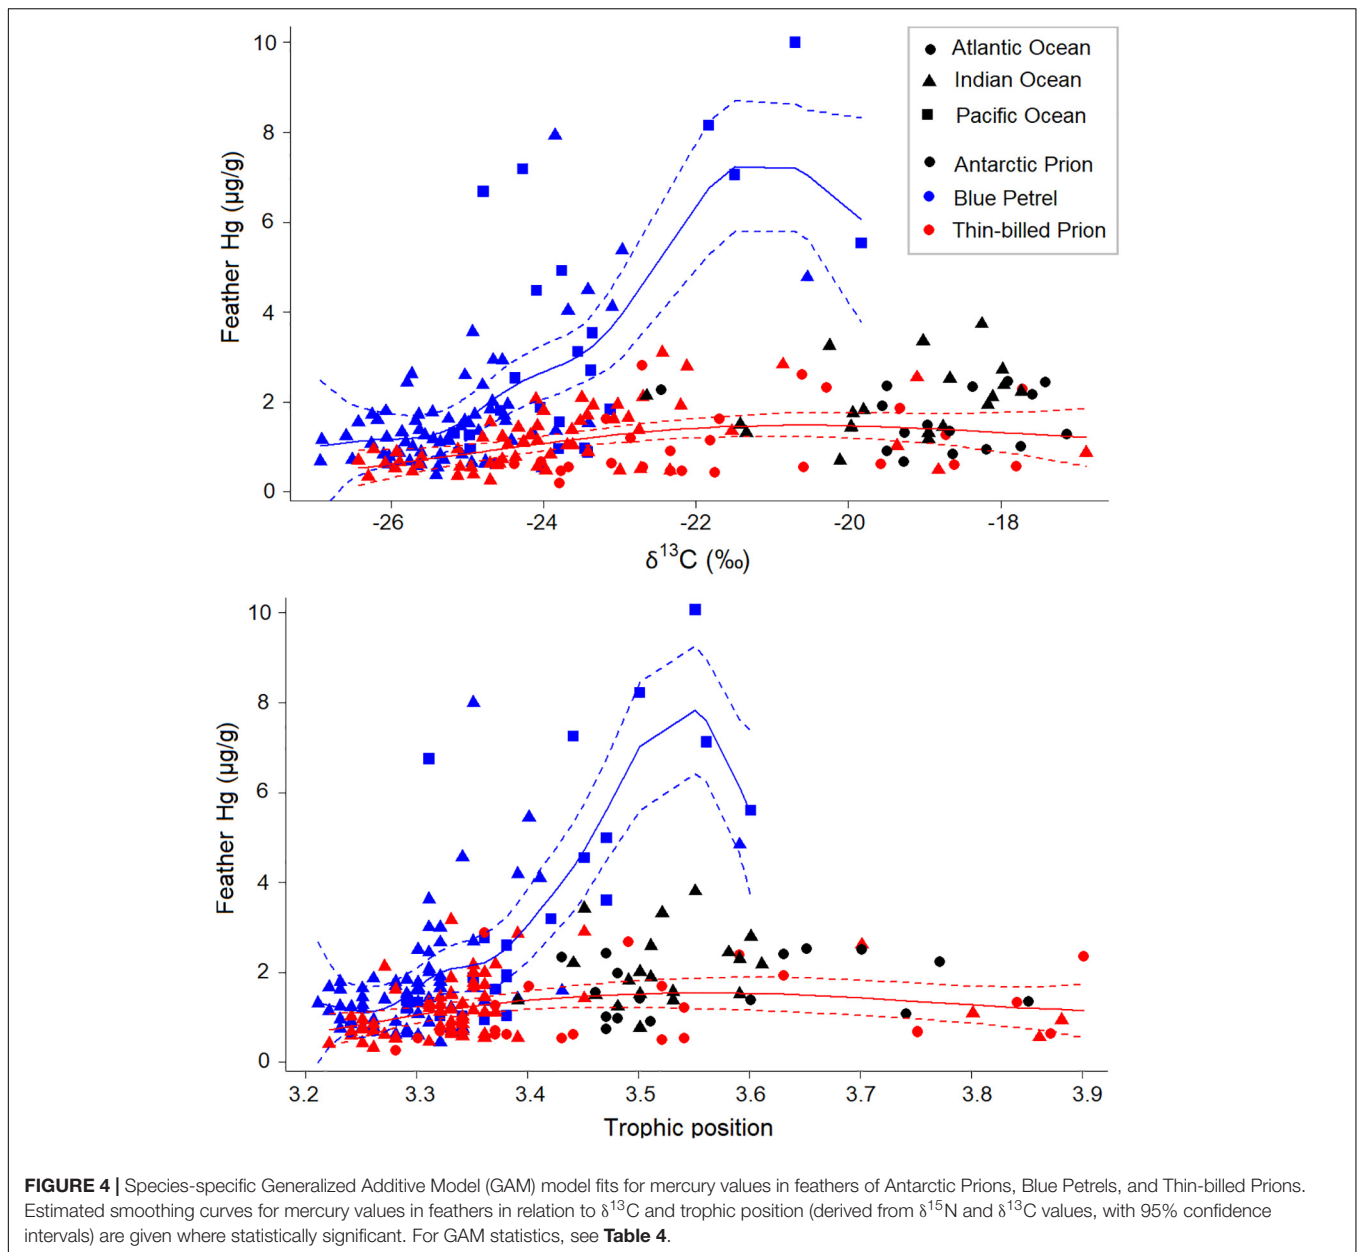 10
8
6
4
2
0
Feather Hg (µg/g)
-26 -24 -22 -20 -18
δ¹³C (‰)
Atlantic Ocean
Indian Ocean
Pacific Ocean
Antarctic Prion
Blue Petrel
Thin-billed Prion
10
8
6
4
2
0
Feather Hg (µg/g)
3.2 3.3 3.4 3.5 3.6 3.7 3.8 3.9
Trophic position
FIGURE 4 | Species-specific Generalized Additive Model (GAM) model fits for mercury values in feathers of Antarctic Prions, Blue Petrels, and Thin-billed Prions.
Estimated smoothing curves for mercury values in feathers in relation to δ¹³C and trophic position (derived from δ¹⁵N and δ¹³C values, with 95% confidence
intervals) are given where statistically significant. For GAM statistics, see Table 4.